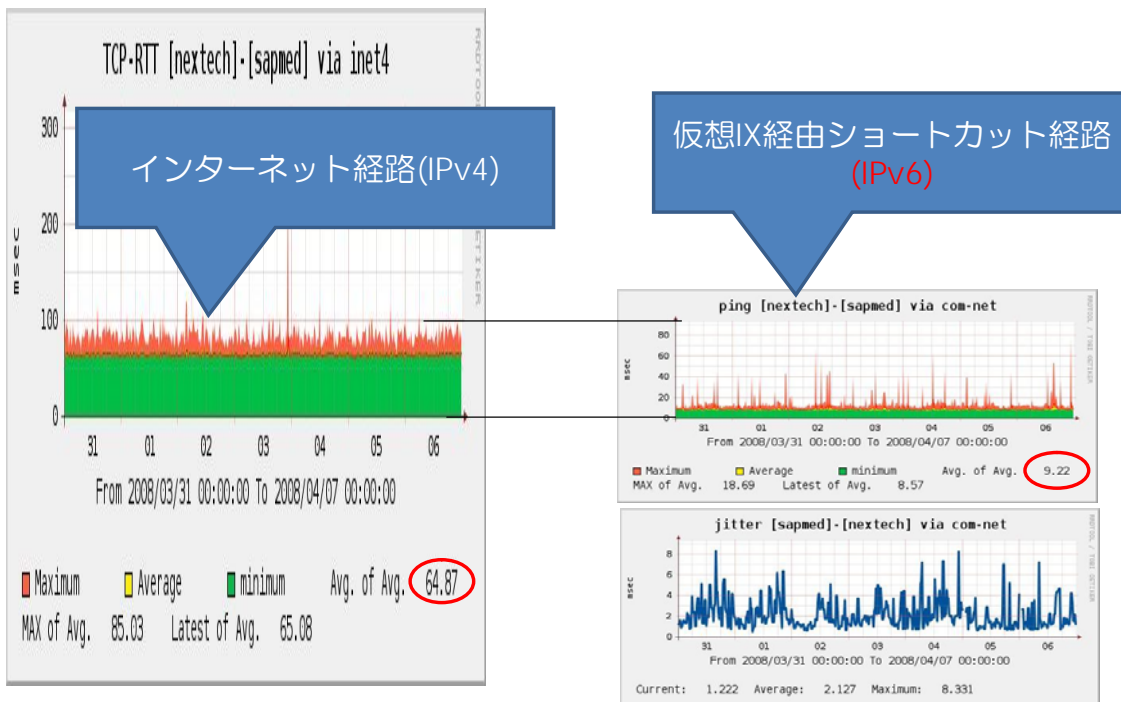 TCP-RTT [nextech]-[sapmed] via inet4
300
200
100
0
msec
インターネット経路(IPv4)
31 01 02 03 04 05 06
From 2008/03/31 00:00:00 To 2008/04/07 00:00:00
Maximum Average minimum Avg. of Avg. 64.87
MAX of Avg. 85.03 Latest of Avg. 65.08
仮想IX経由ショートカット経路
(IPv6)
ping [nextech]-[sapmed] via com-net
80
60
40
20
0
msec
RRDTOOL / TOBI OETIKER
31 01 02 03 04 05 06
From 2008/03/31 00:00:00 To 2008/04/07 00:00:00
Maximum Average minimum Avg. of Avg. 9.22
MAX of Avg. 18.69 Latest of Avg. 8.57
jitter [sapmed]-[nextech] via com-net
8
6
4
2
0
msec
RRDTOOL / TOBI OETIKER
31 01 02 03 04 05 06
From 2008/03/31 00:00:00 To 2008/04/07 00:00:00
Current: 1.222 Average: 2.127 Maximum: 8.331